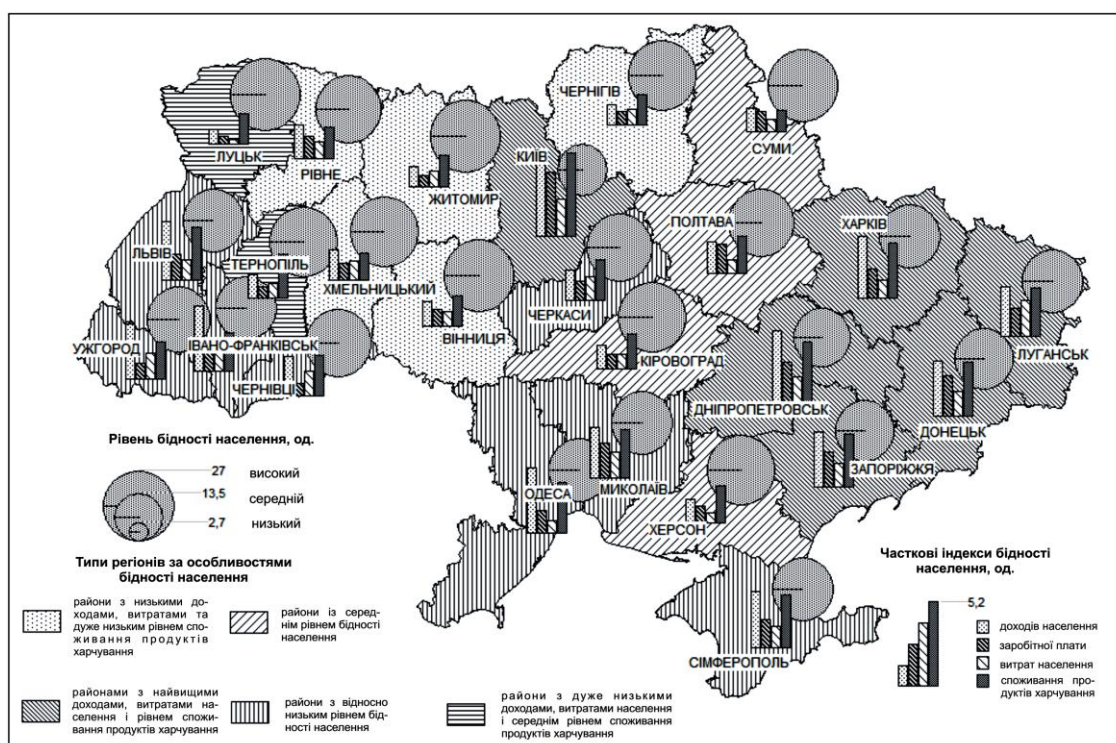 ЧЕРНІГІВ
СУМИ
ЛУЦЬК
РІВНЕ
ЖИТОМИР
КИЇВ
ПОЛТАВА
ХАРКІВ
ЛЬВІВ
ТЕРНОПІЛЬ
ХМЕЛЬНИЦЬКИЙ
ВІННИЦЯ
ЧЕРКАСИ
КІРОВОГРАД
ЛУГАНСЬК
УЖГОРОД
ІВАНО-ФРАНКІВСЬК
ЧЕРНІВЦІ
ДНІПРОПЕТРОВСЬК
ДОНЕЦЬК
ЗАПОРІЖЖЯ
ОДЕСА
МИКОЛАЇВ
ХЕРСОН
СІМФЕРОПОЛЬ
Рівень бідності населення, од.
27 високий
13,5 середній
2,7 низький
Типи регіонів за особливостями
бідності населення
райони з низькими до-
ходами, витратами та
дуже низьким рівнем спо-
живання продуктів
харчування
райони із серед-
нім рівнем бідності
населення
районами з найвищими
доходами, витратами на-
селення і рівнем спожи-
вання продуктів харчування
райони з відносно
низьким рівнем бід-
ності населення
райони з дуже низькими
доходами, витратами населення
і середнім рівнем споживання
продуктів харчування
Часткові індекси бідності
населення, од.
5,2
доходів населення
заробітної плати
витрат населення
споживання про-
дуктів харчування